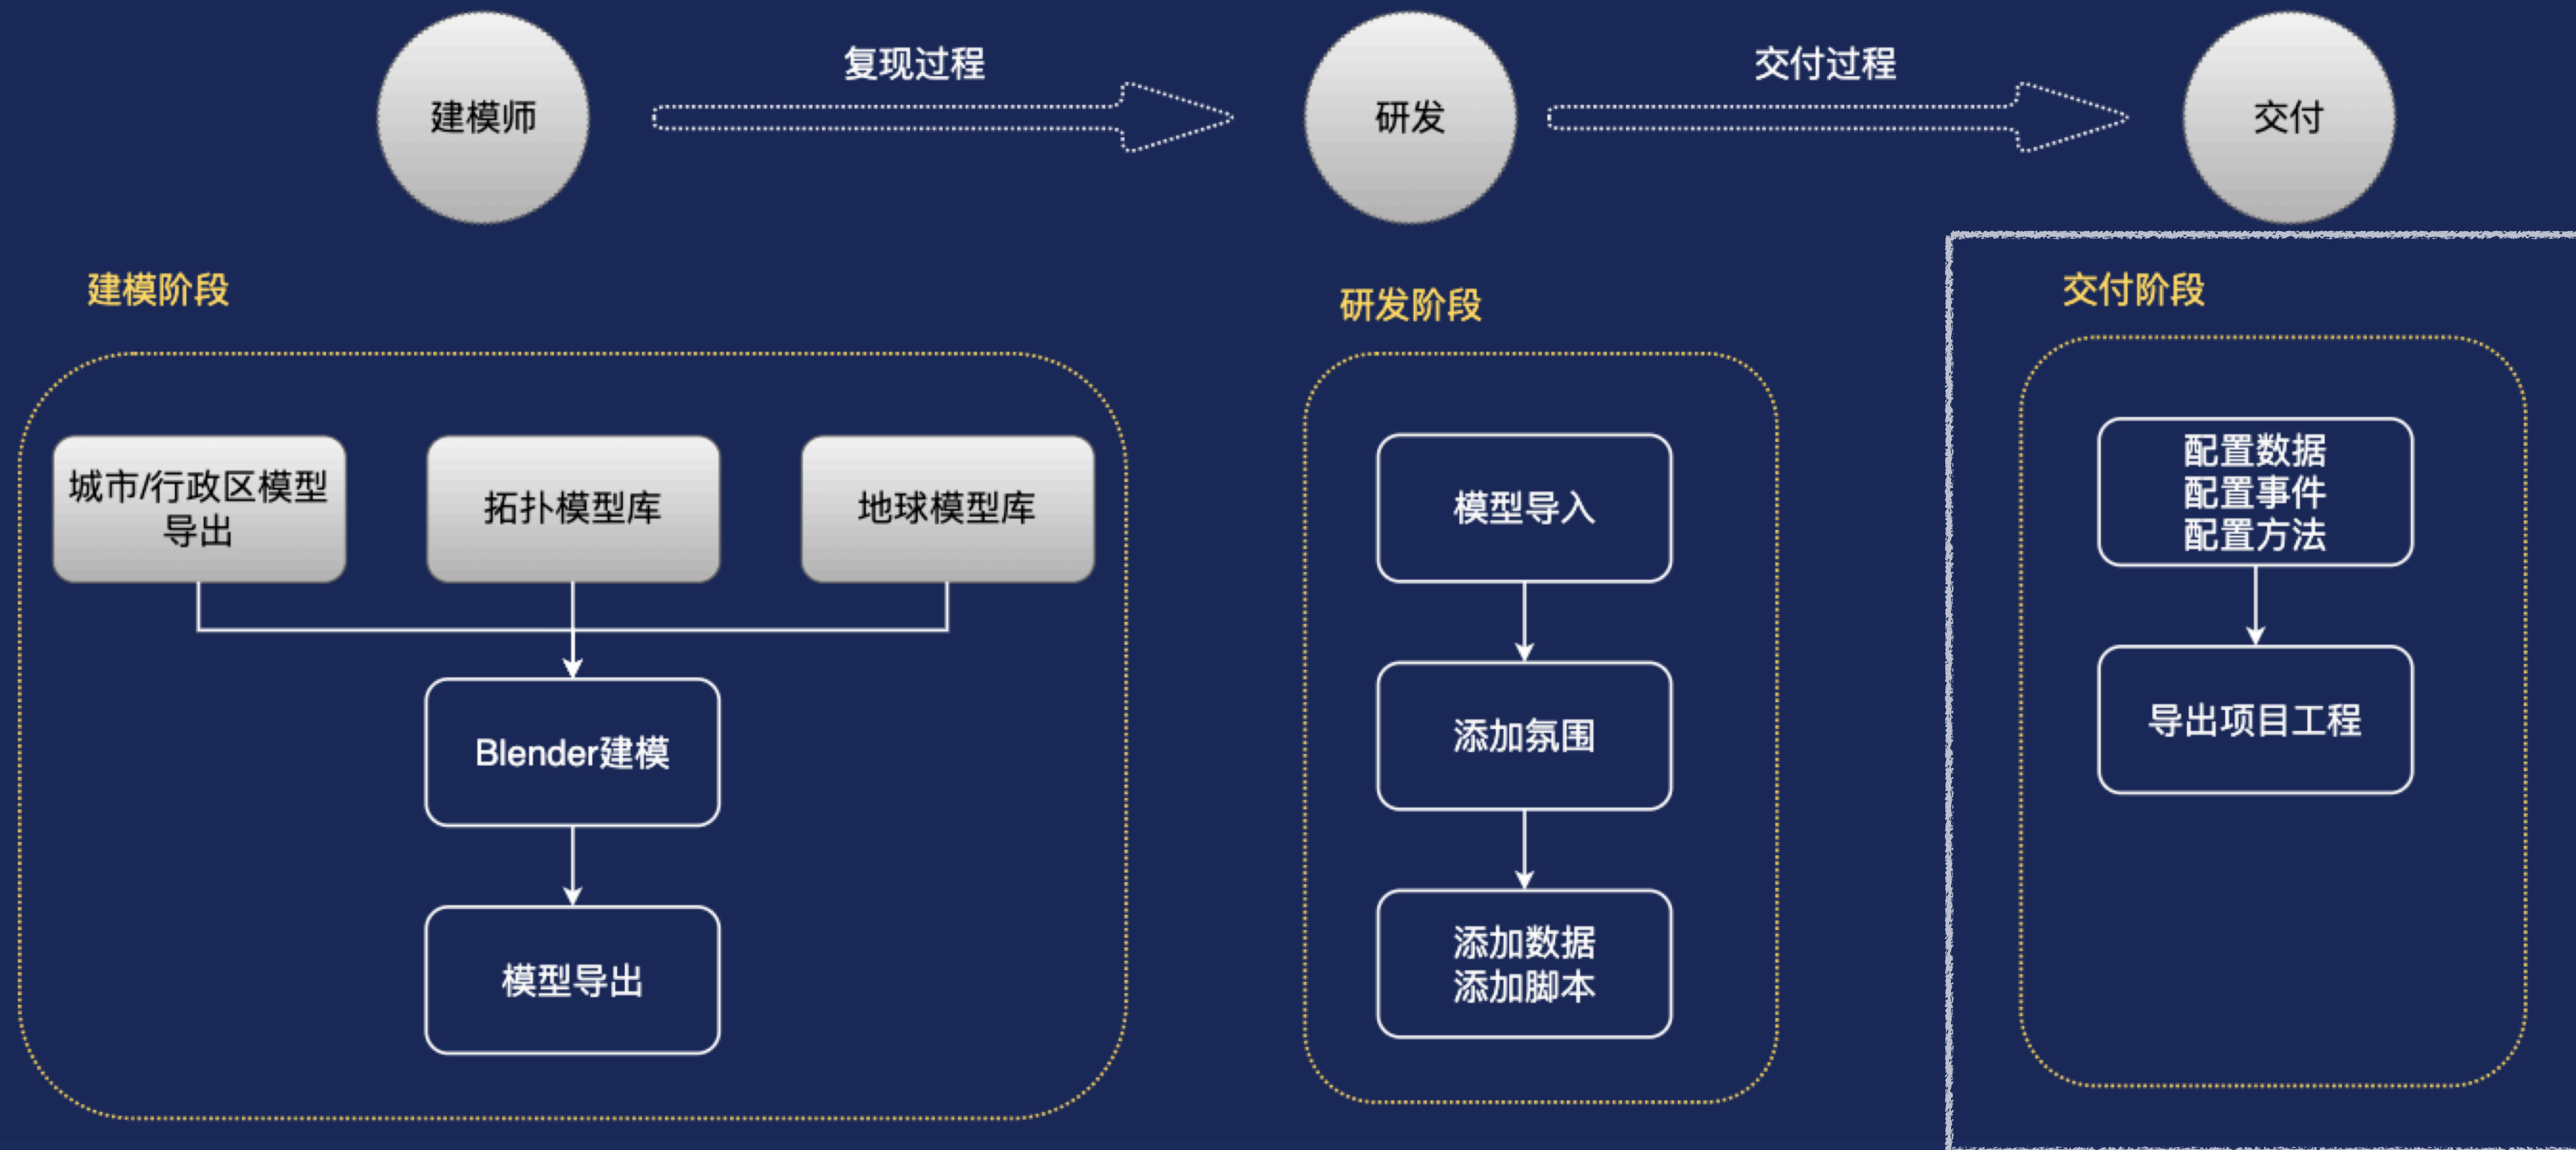 建模师
复现过程
研发
交付过程
交付
建模阶段
城市/行政区模型
导出
拓扑模型库
地球模型库
Blender建模
模型导出
研发阶段
模型导入
添加氛围
添加数据
添加脚本
交付阶段
配置数据
配置事件
配置方法
导出项目工程